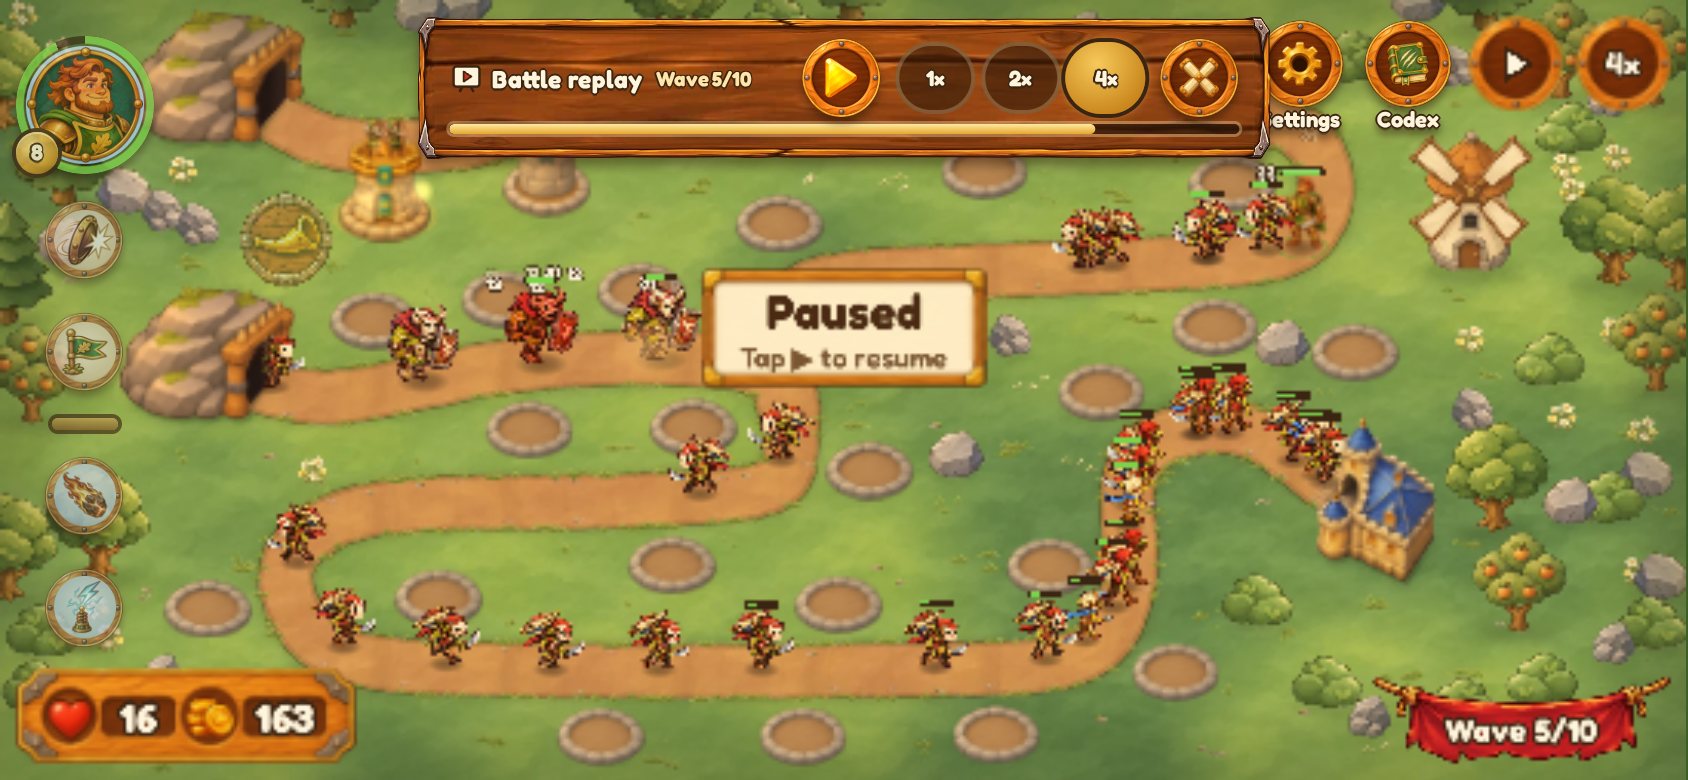 Battle replay Wave 5/10
1x
2x
4x
ettings
Codex
4x
8
Paused
Tap ▶ to resume
16
163
Wave 5/10